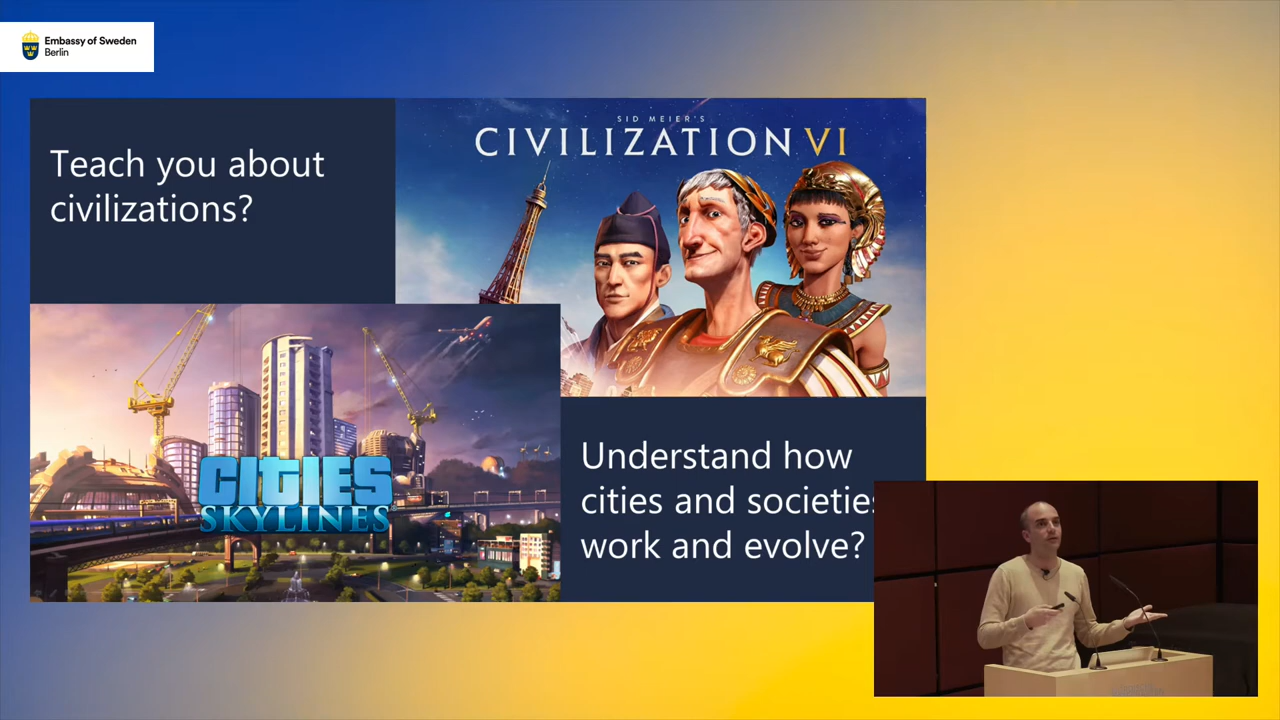 Embassy of Sweden
Berlin
Teach you about
civilizations?
SID MEIER'S
CIVILIZATION VI
CITIES
SKYLINES
Understand how
cities and societies
work and evolve?